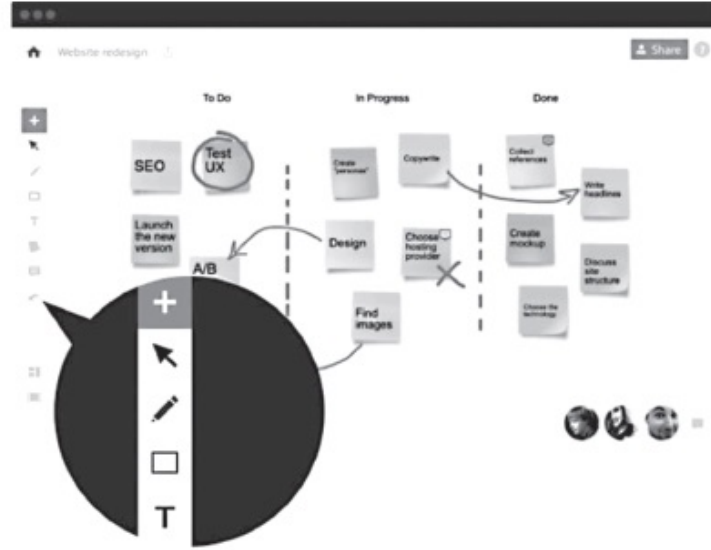 Website redesign
Share
?
To Do
In Progress
Done
SEO
Test
UX
Create
"personas"
Copywrite
Collect
references
Write
headlines
Launch
the new
version
A/B
Design
Choose
hosting
provider
Create
mockup
Discuss
site
structure
Find
images
Choose the
technology
T
T